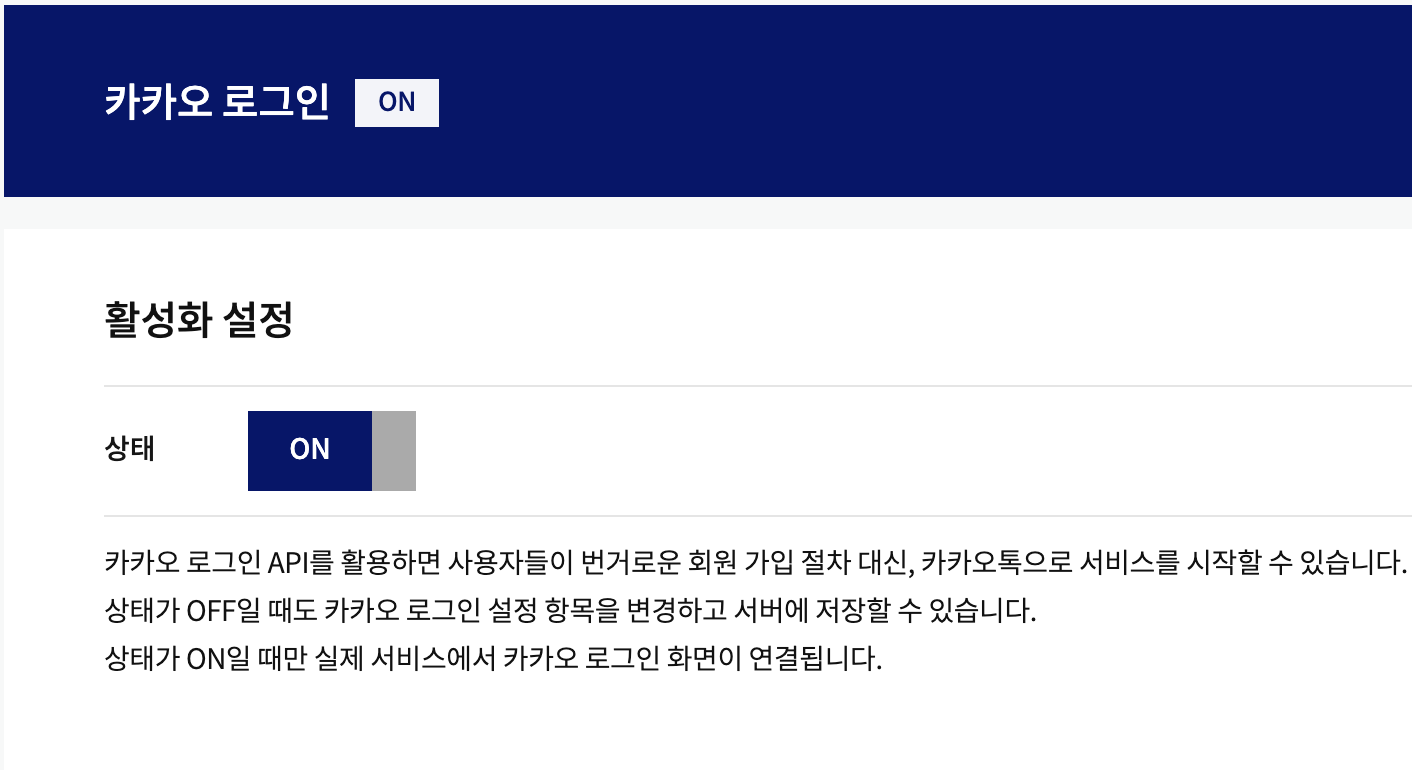 카카오 로그인 ON
활성화 설정
상태 ON
카카오 로그인 API를 활용하면 사용자들이 번거로운 회원 가입 절차 대신, 카카오톡으로 서비스를 시작할 수 있습니다.
상태가 OFF일 때도 카카오 로그인 설정 항목을 변경하고 서버에 저장할 수 있습니다.
상태가 ON일 때만 실제 서비스에서 카카오 로그인 화면이 연결됩니다.